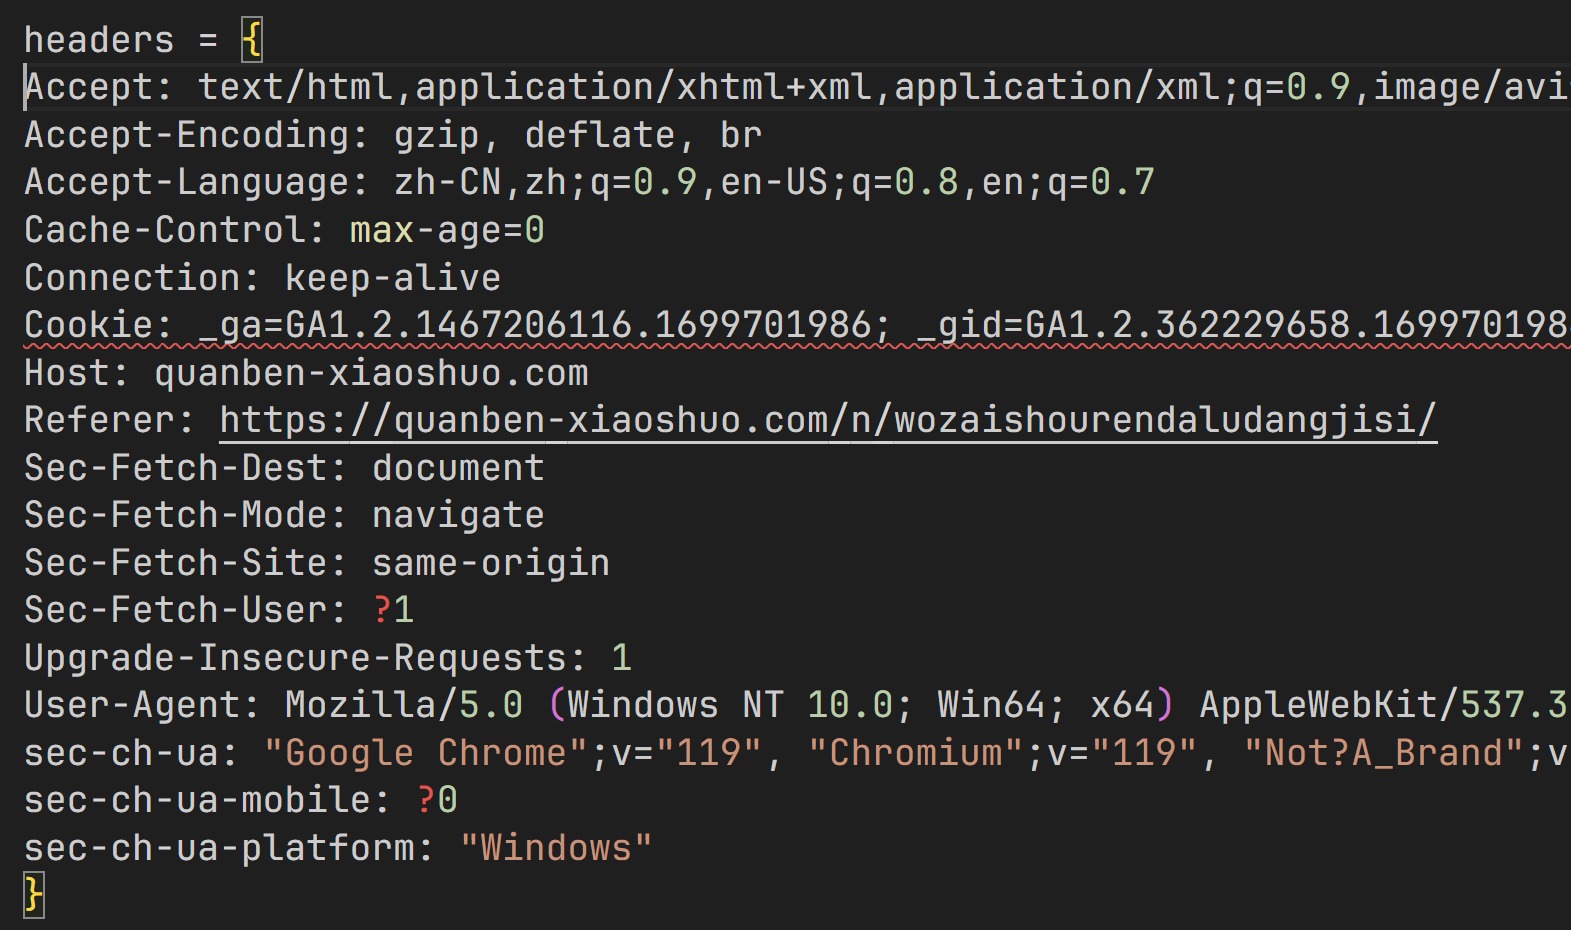 headers = {
Accept: text/html,application/xhtml+xml,application/xml;q=0.9,image/avi
Accept-Encoding: gzip, deflate, br
Accept-Language: zh-CN,zh;q=0.9,en-US;q=0.8,en;q=0.7
Cache-Control: max-age=0
Connection: keep-alive
Cookie: _ga=GA1.2.1467206116.1699701986; _gid=GA1.2.362229658.169970198
Host: quanben-xiaoshuo.com
Referer: https://quanben-xiaoshuo.com/n/wozaishourendaludangjisi/
Sec-Fetch-Dest: document
Sec-Fetch-Mode: navigate
Sec-Fetch-Site: same-origin
Sec-Fetch-User: ?1
Upgrade-Insecure-Requests: 1
User-Agent: Mozilla/5.0 (Windows NT 10.0; Win64; x64) AppleWebKit/537.3
sec-ch-ua: "Google Chrome";v="119", "Chromium";v="119", "Not?A_Brand";v
sec-ch-ua-mobile: ?0
sec-ch-ua-platform: "Windows"
}